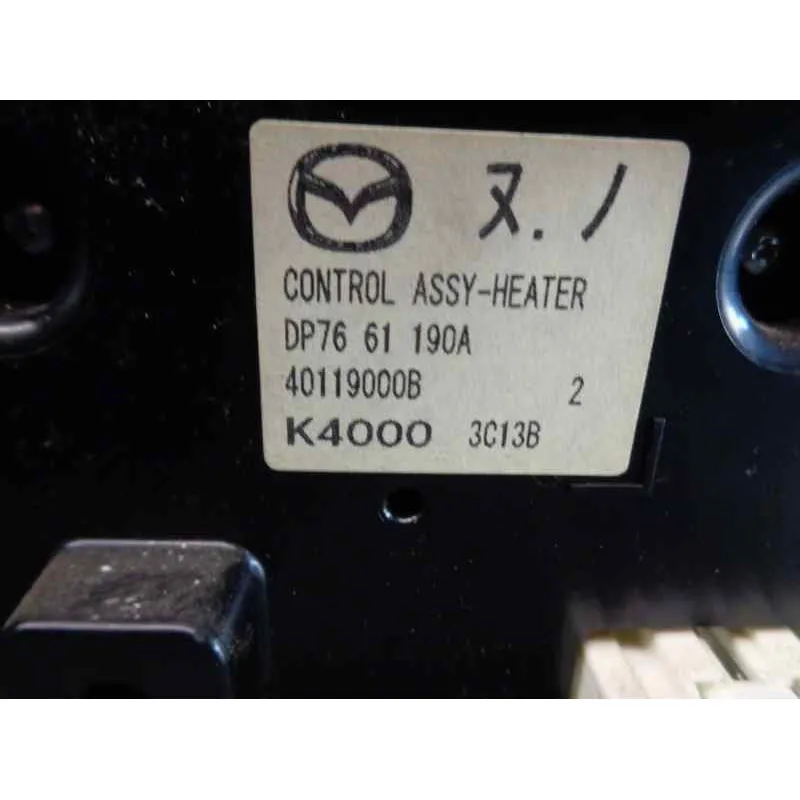 ヌ.ノ
CONTROL ASSY-HEATER
DP76 61 190A
40119000B 2
K4000 3C13B